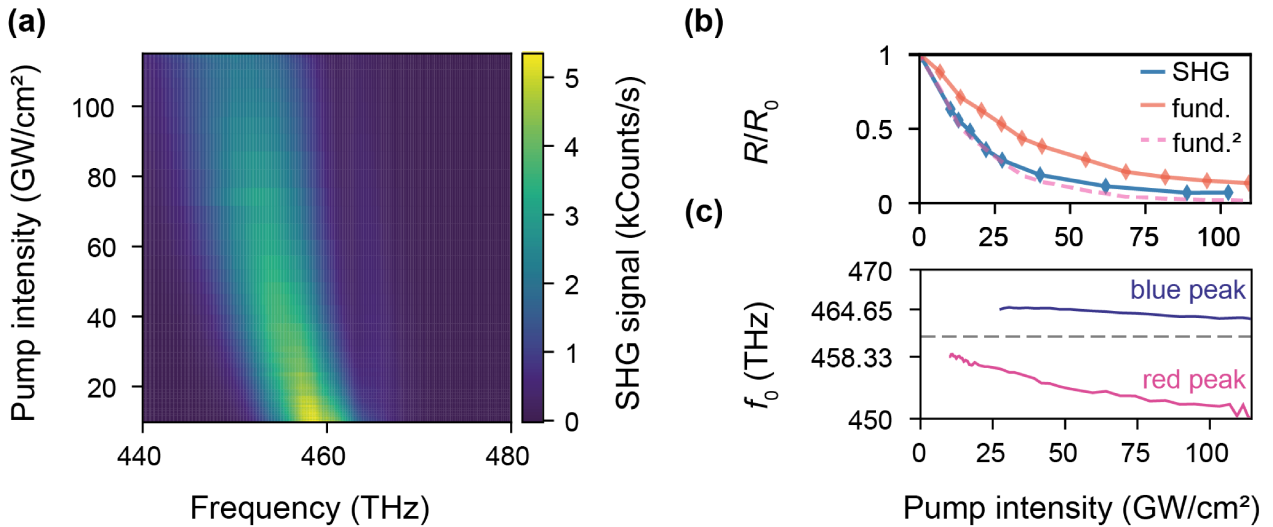 (a)
Pump intensity (GW/cm²)
100
80
60
40
20
440
460
480
Frequency (THz)
5
4
3
2
1
0
SHG signal (kCounts/s)
(b)
R/R₀
1
0.5
0
SHG
fund.
fund.²
0
25
50
75
100
(c)
f₀ (THz)
470
464.65
458.33
450
blue peak
red peak
0
25
50
75
100
Pump intensity (GW/cm²)